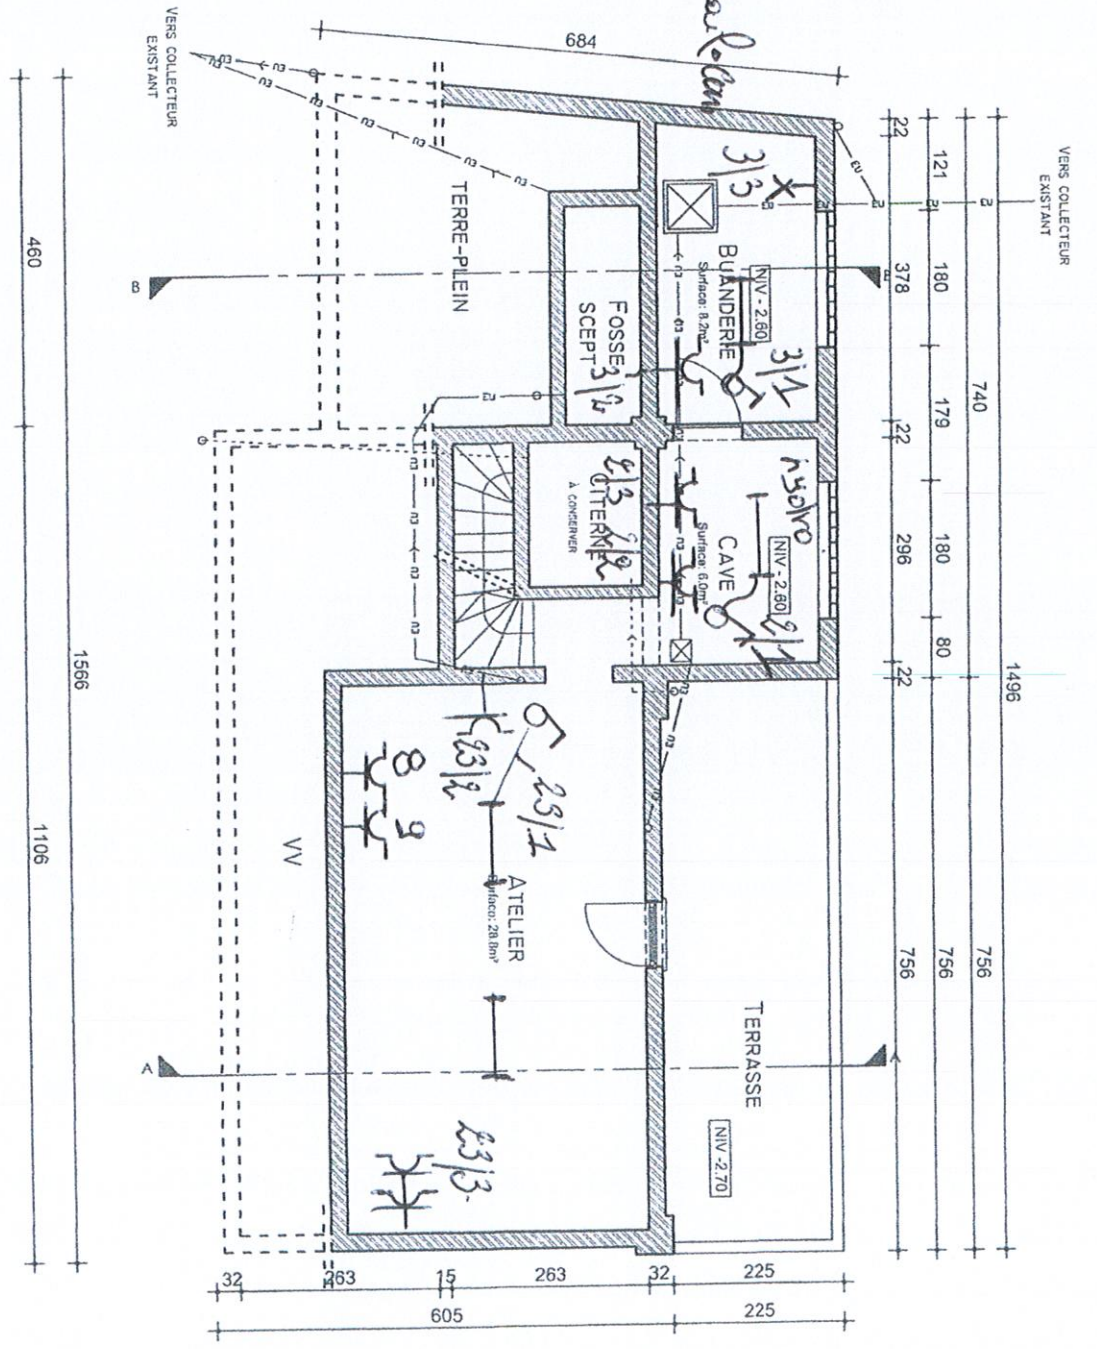 VERS COLLECTEUR
EXISTANT
684
VERS COLLECTEUR
EXISTANT
22
121
378
180
179
740
22
296
180
80
22
1496
756
756
756
3/3
BUANDERIE
Surface: 8.2m²
NIV - 2.60
3/1
TERRE-PLEIN
FOSSE
SCEPT
3/2
B
2/3
CITERNE
À CONSERVER
2/2
CAVE
Surface: 6.0m²
NIV - 2.60
2/1
23/1
23/2
8
9
VV
ATELIER
Surface: 28.8m²
TERRASSE
NIV -2.70
A
A
23/3
460
1106
1566
32
263
15
263
32
225
605
225